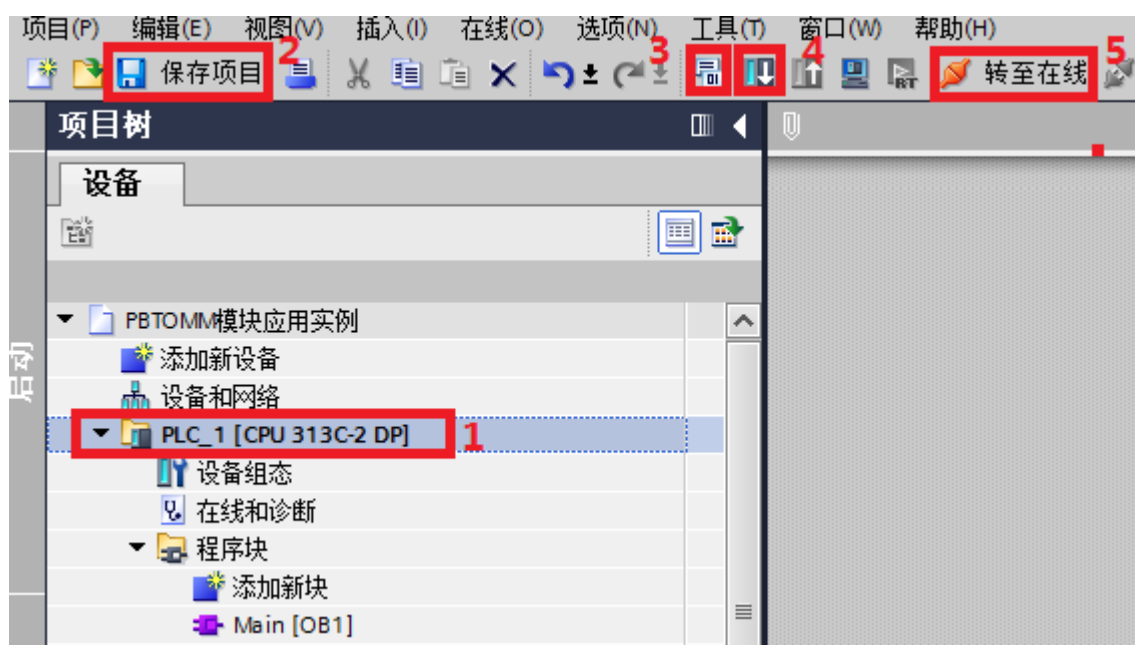 项目(P) 编辑(E) 视图(V) 插入(I) 在线(O) 选项(N) 工具(T) 窗口(W) 帮助(H)
保存项目 2 3 RT 4 转至在线 5
项目树
设备
PBTOMM模块应用实例
添加新设备
设备和网络
PLC_1 [CPU 313C-2 DP] 1
设备组态
在线和诊断
程序块
添加新块
Main [OB1]
启动